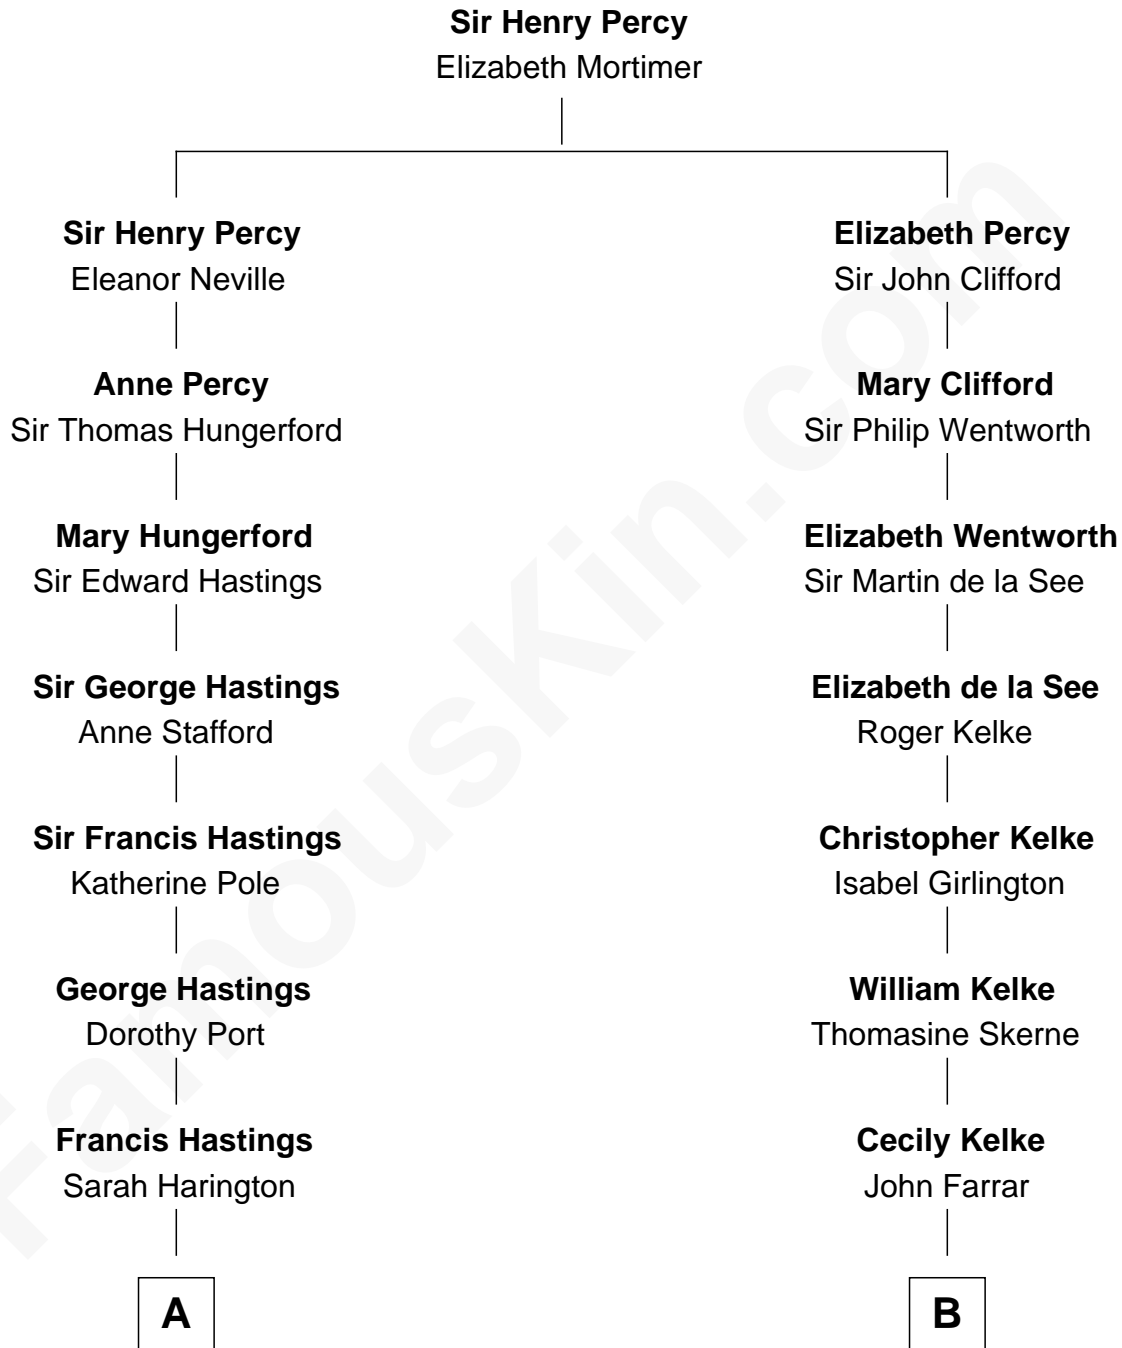 Sir Henry Percy
Elizabeth Mortimer
Sir Henry Percy
Eleanor Neville
Anne Percy
Sir Thomas Hungerford
Mary Hungerford
Sir Edward Hastings
Sir George Hastings
Anne Stafford
Sir Francis Hastings
Katherine Pole
George Hastings
Dorothy Port
Francis Hastings
Sarah Harington
A
Elizabeth Percy
Sir John Clifford
Mary Clifford
Sir Philip Wentworth
Elizabeth Wentworth
Sir Martin de la See
Elizabeth de la See
Roger Kelke
Christopher Kelke
Isabel Girlington
William Kelke
Thomasine Skerne
Cecily Kelke
John Farrar
B
FamousKin.com